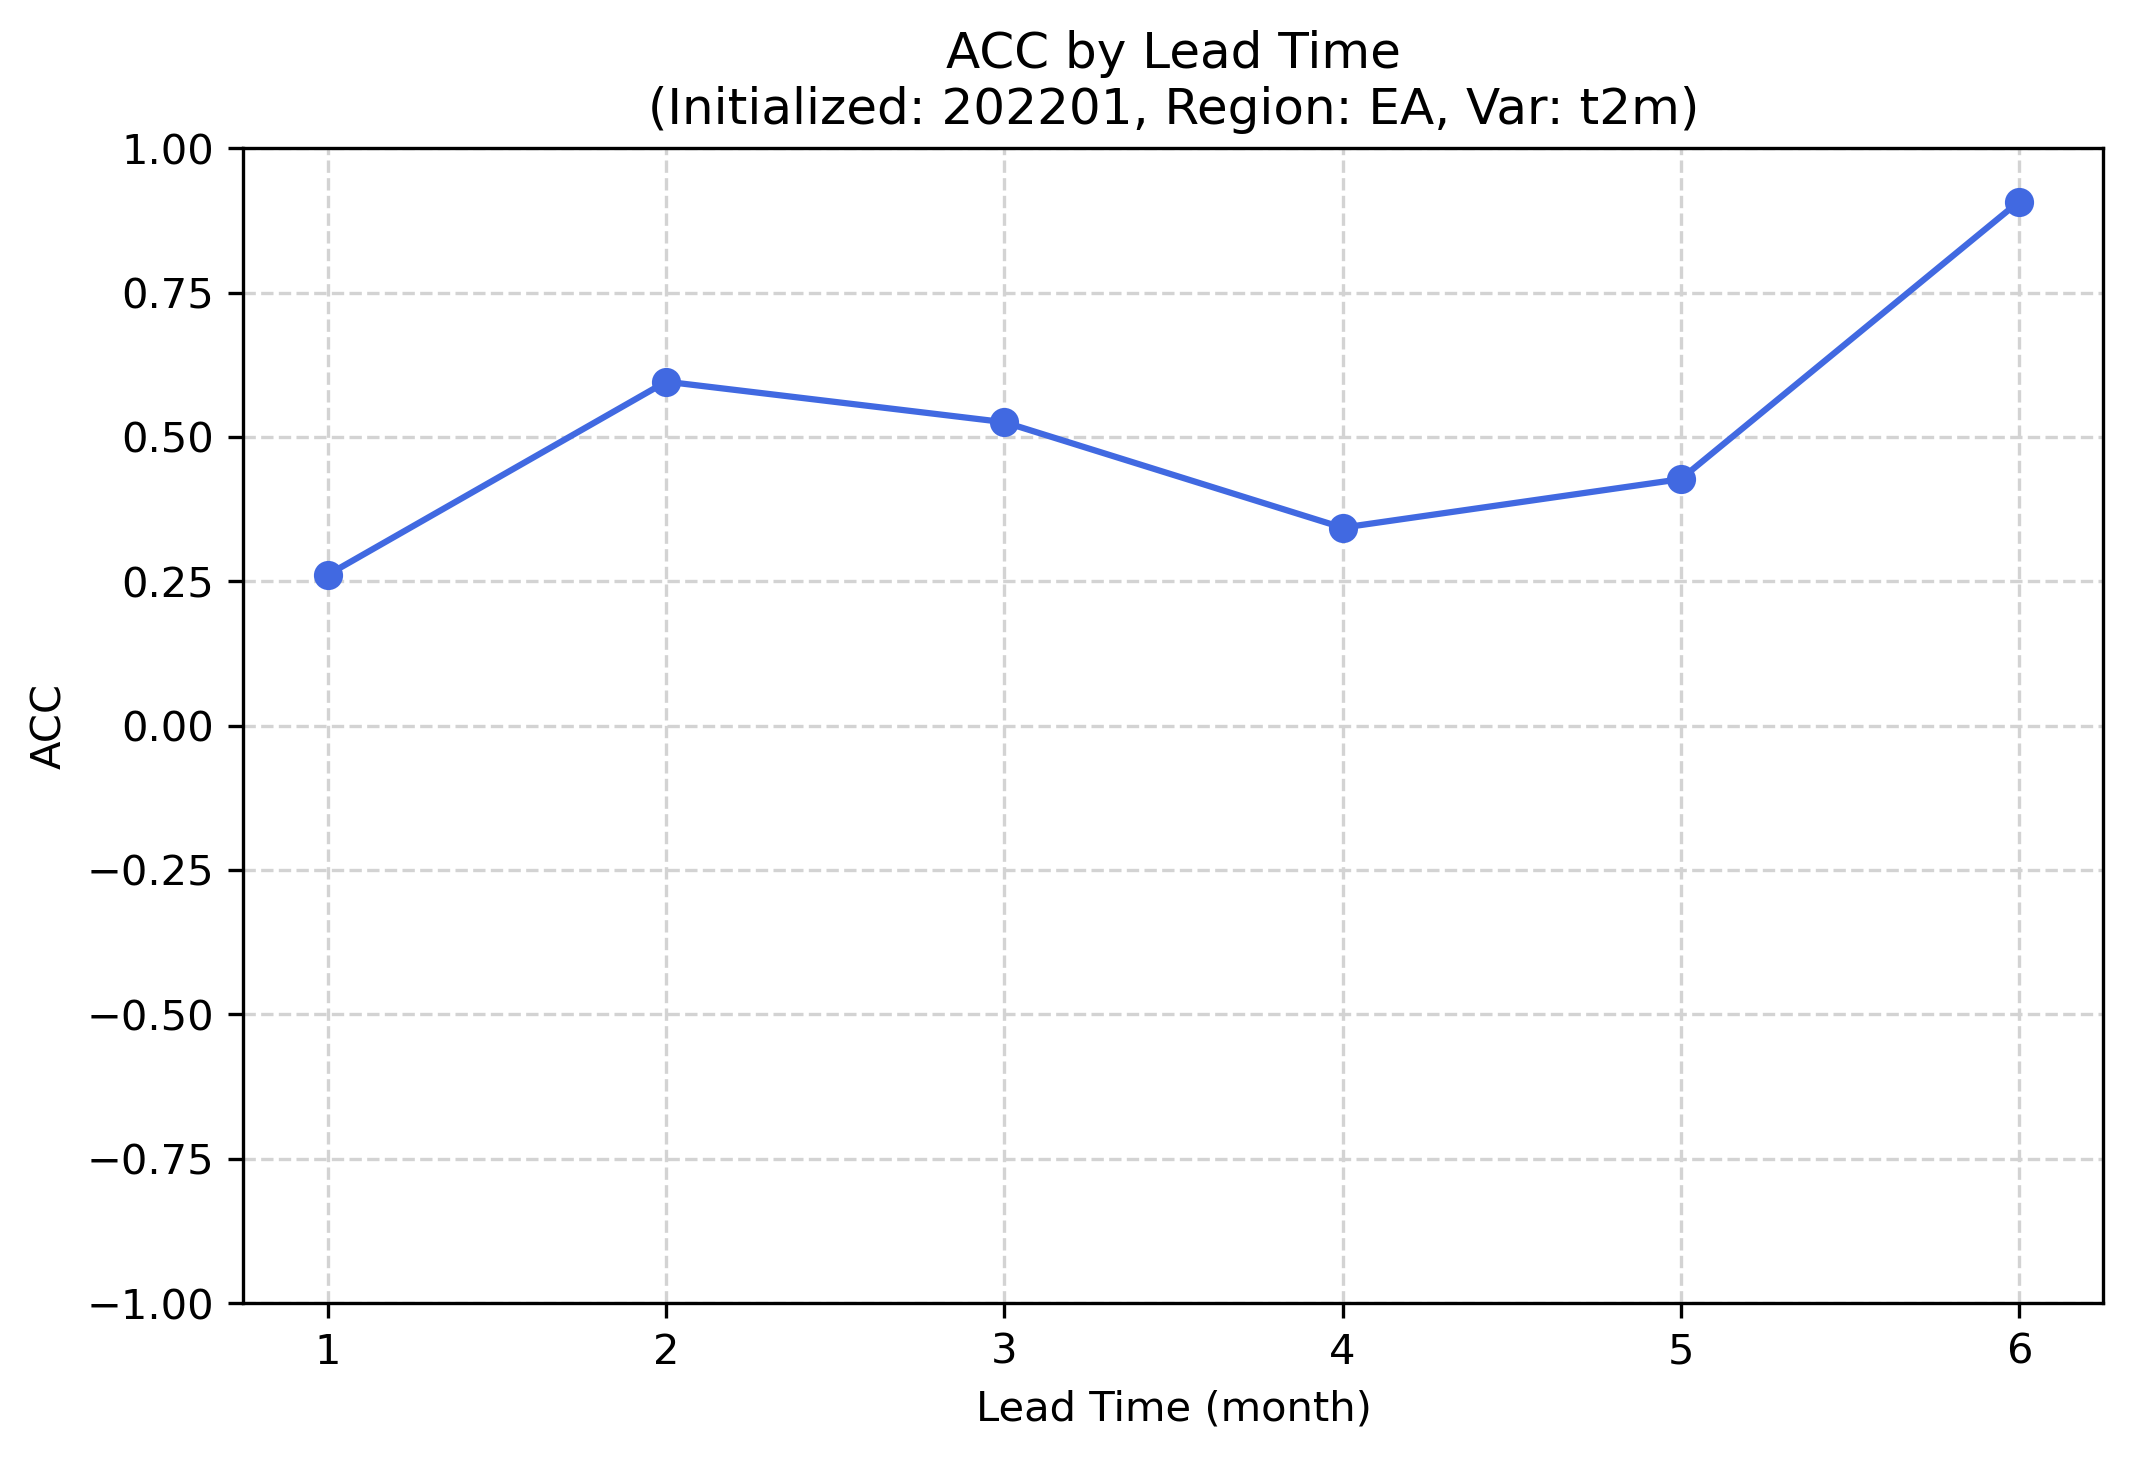 ACC by Lead Time
(Initialized: 202201, Region: EA, Var: t2m)
1.00
0.75
0.50
0.25
0.00
−0.25
−0.50
−0.75
−1.00
ACC
1 2 3 4 5 6
Lead Time (month)